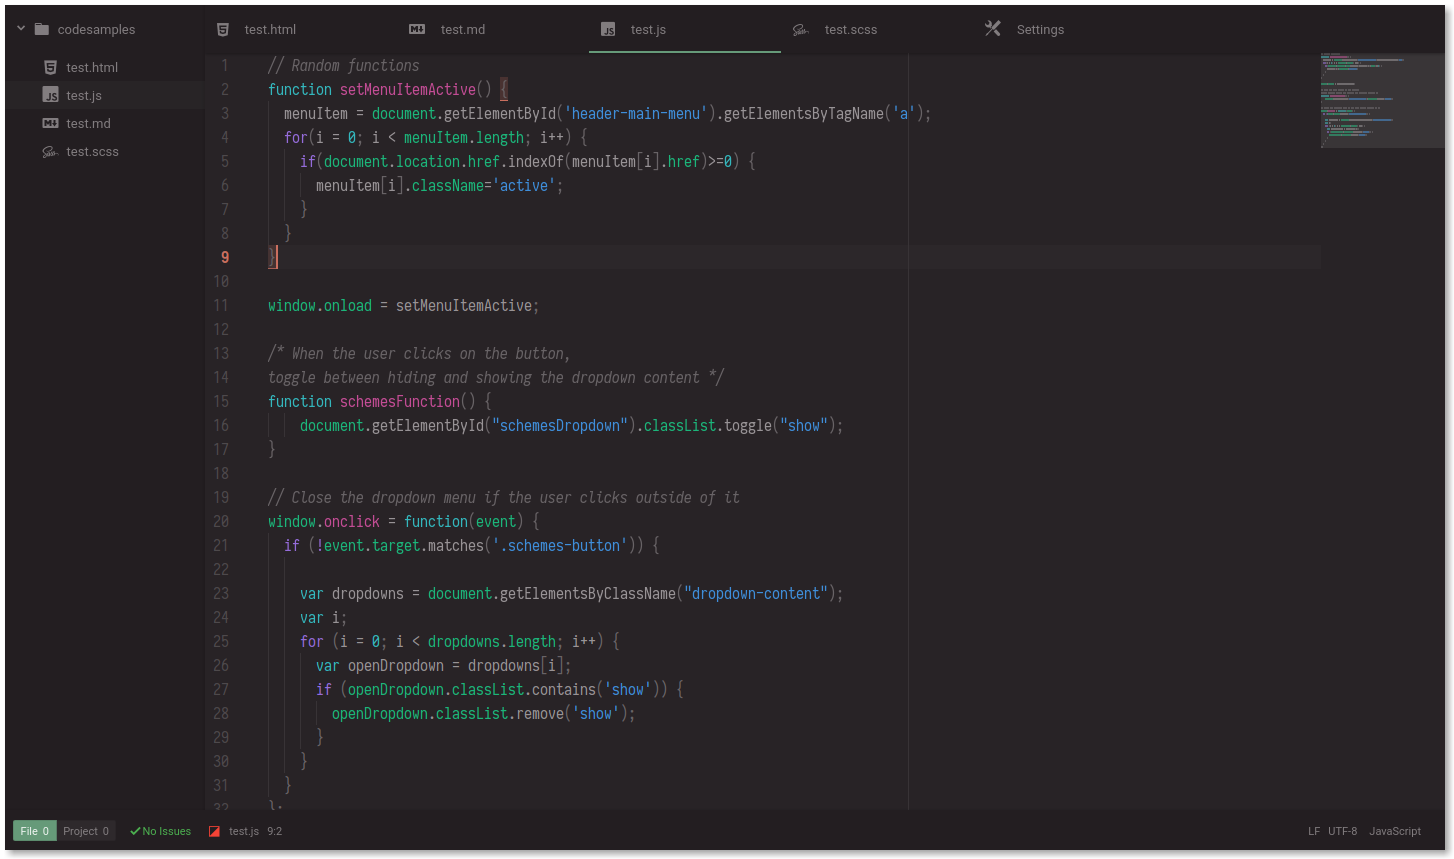 codesamples
test.html
test.js
test.md
test.scss
test.html test.md test.js test.scss Settings
1 // Random functions
2 function setMenuItemActive() {
3   menuItem = document.getElementById('header-main-menu').getElementsByTagName('a');
4   for(i = 0; i < menuItem.length; i++) {
5     if(document.location.href.indexOf(menuItem[i].href)>=0) {
6       menuItem[i].className='active';
7     }
8   }
9 }
10
11 window.onload = setMenuItemActive;
12
13 /* When the user clicks on the button,
14 toggle between hiding and showing the dropdown content */
15 function schemesFunction() {
16     document.getElementById("schemesDropdown").classList.toggle("show");
17 }
18
19 // Close the dropdown menu if the user clicks outside of it
20 window.onclick = function(event) {
21   if (!event.target.matches('.schemes-button')) {
22
23     var dropdowns = document.getElementsByClassName("dropdown-content");
24     var i;
25     for (i = 0; i < dropdowns.length; i++) {
26       var openDropdown = dropdowns[i];
27       if (openDropdown.classList.contains('show')) {
28         openDropdown.classList.remove('show');
29       }
30     }
31   }
32 };
File 0 Project 0 No Issues test.js 9:2 LF UTF-8 JavaScript